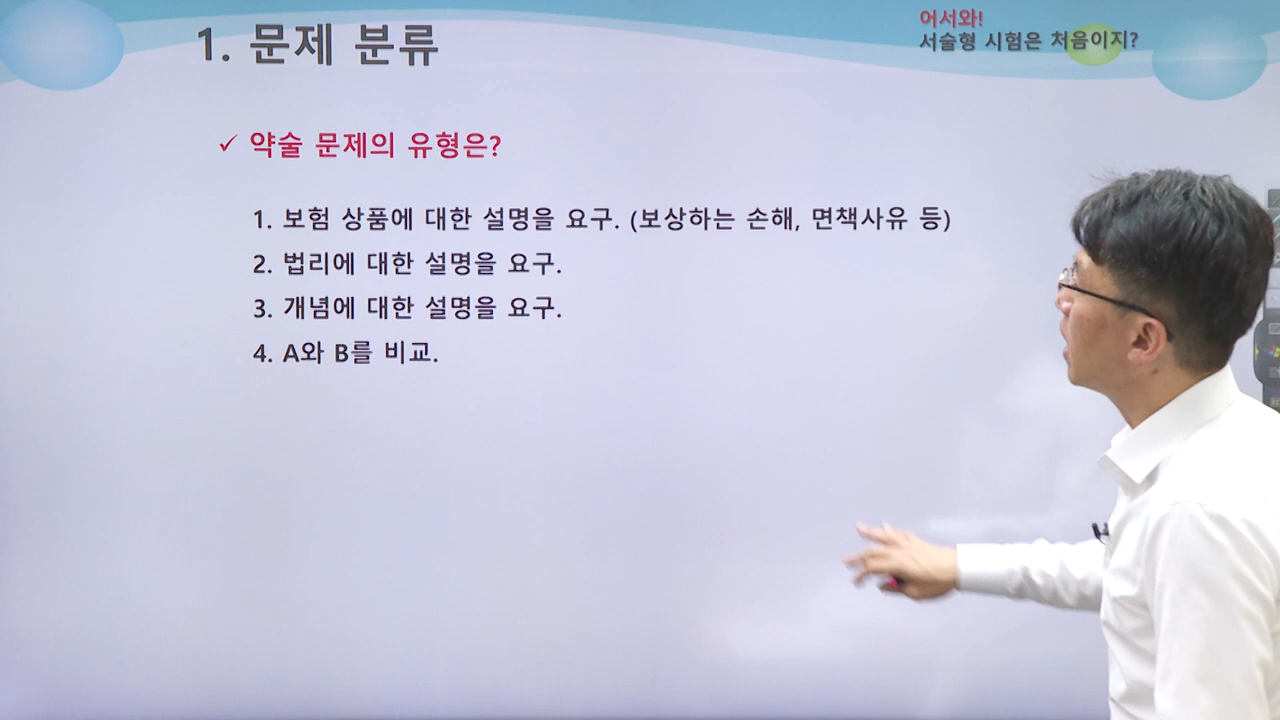 1. 문제 분류
어서와!
서술형 시험은 처음이지?
✓ 약술 문제의 유형은?
1. 보험 상품에 대한 설명을 요구. (보상하는 손해, 면책사유 등)
2. 법리에 대한 설명을 요구.
3. 개념에 대한 설명을 요구.
4. A와 B를 비교.